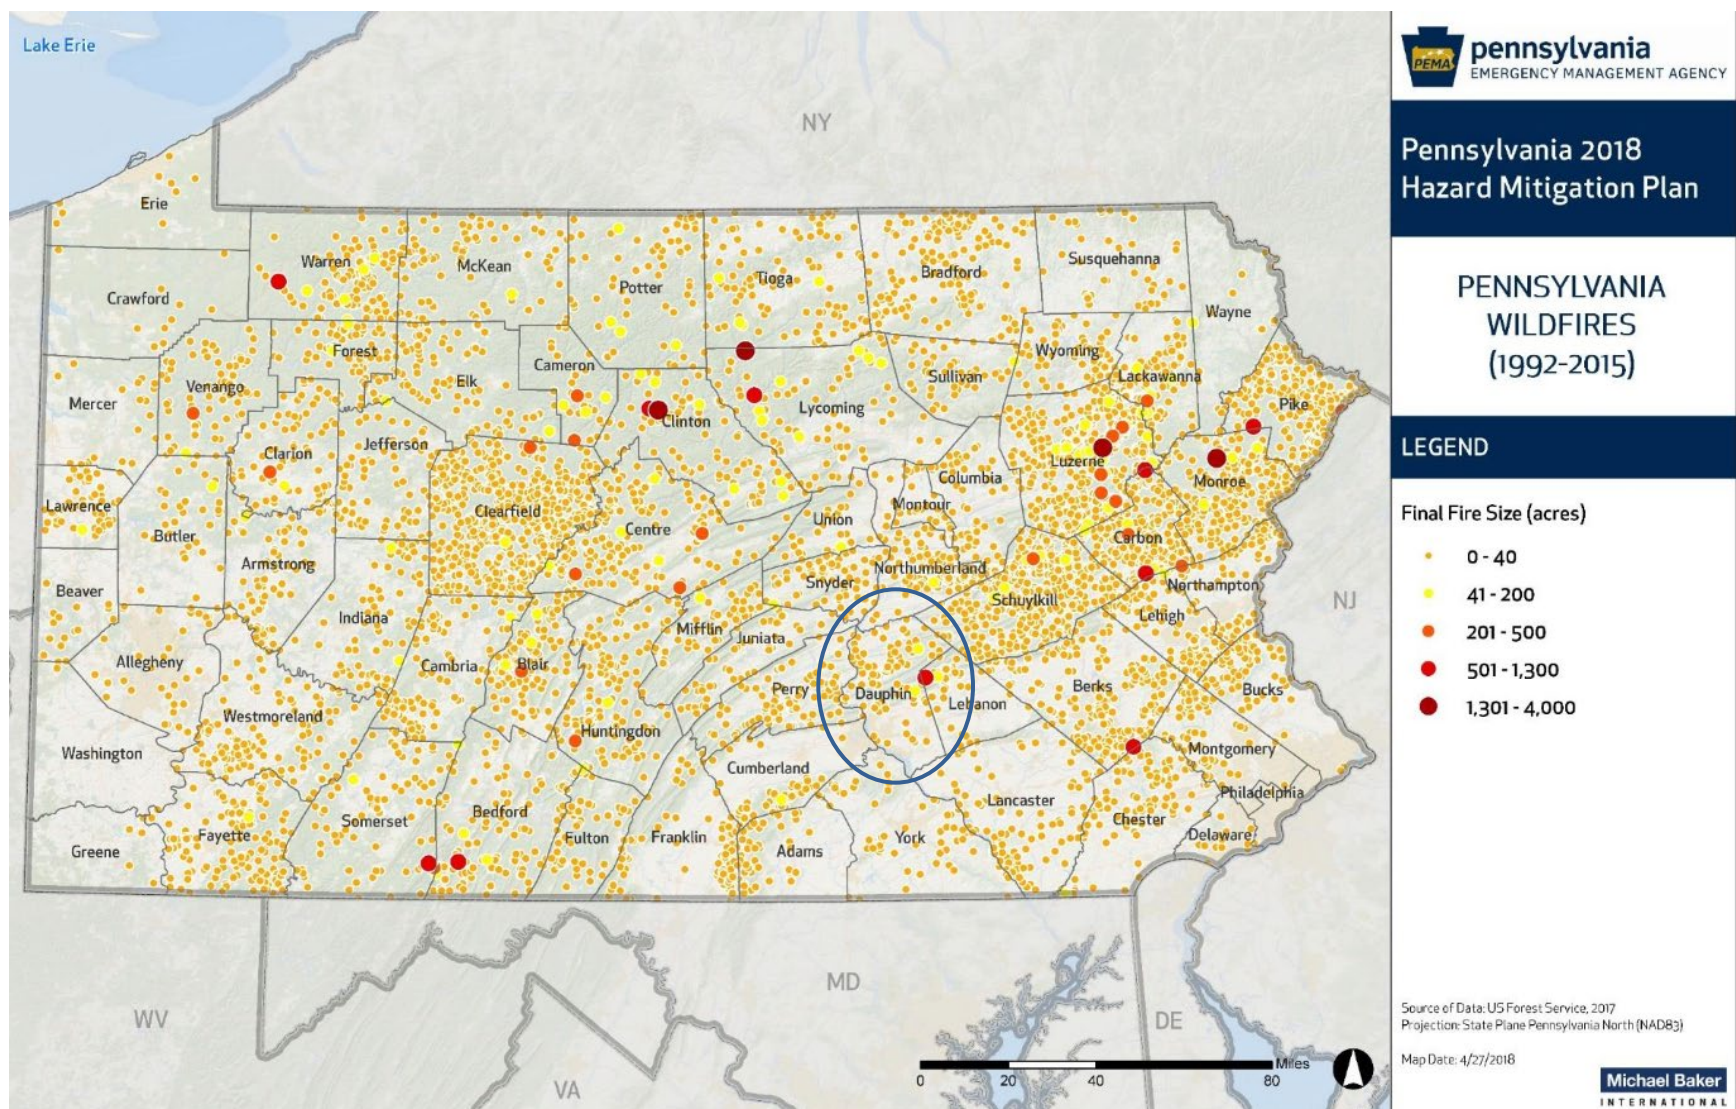 Lake Erie
NY
Erie
Warren
McKean
Potter
Tioga
Bradford
Susquehanna
Crawford
Wayne
Forest
Cameron
Wyoming
Venango
Elk
Sullivan
Lackawanna
Mercer
Lycoming
Pike
Clinton
Jefferson
Clarion
Luzerne
Columbia
Monroe
Lawrence
Clearfield
Montour
Butler
Centre
Union
Carbon
Armstrong
Northumberland
Snyder
Northampton
Beaver
Schuylkill
NJ
Indiana
Lehigh
Mifflin
Juniata
Allegheny
Cambria
Blair
Perry
Dauphin
Berks
Bucks
Lebanon
Westmoreland
Huntingdon
Washington
Montgomery
Cumberland
Philadelphia
Lancaster
Bedford
Somerset
Chester
Fayette
Fulton
Franklin
York
Delaware
Greene
Adams
MD
WV
DE
VA
Miles
0 20 40 80
PEMA
pennsylvania
EMERGENCY MANAGEMENT AGENCY
Pennsylvania 2018
Hazard Mitigation Plan
PENNSYLVANIA
WILDFIRES
(1992-2015)
LEGEND
Final Fire Size (acres)
0 - 40
41 - 200
201 - 500
501 - 1,300
1,301 - 4,000
Source of Data: US Forest Service, 2017
Projection: State Plane Pennsylvania North (NAD83)
Map Date: 4/27/2018
Michael Baker
INTERNATIONAL